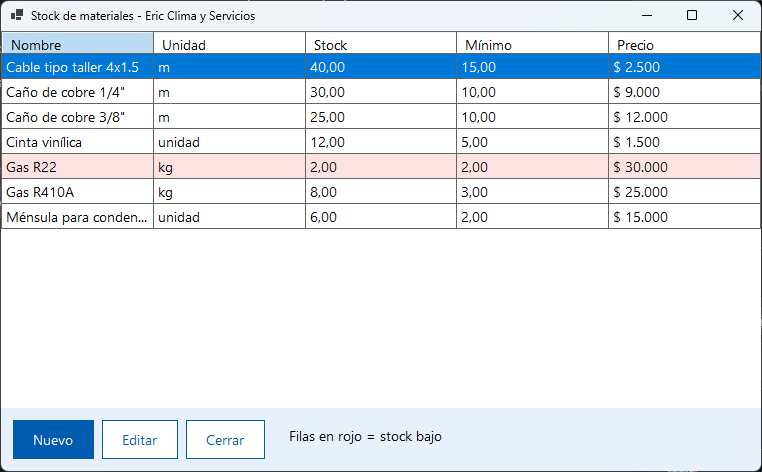 Stock de materiales - Eric Clima y Servicios
Nombre Unidad Stock Mínimo Precio
Cable tipo taller 4x1.5 m 40,00 15,00 $ 2.500
Caño de cobre 1/4" m 30,00 10,00 $ 9.000
Caño de cobre 3/8" m 25,00 10,00 $ 12.000
Cinta vinílica unidad 12,00 5,00 $ 1.500
Gas R22 kg 2,00 2,00 $ 30.000
Gas R410A kg 8,00 3,00 $ 25.000
Ménsula para conden... unidad 6,00 2,00 $ 15.000
Nuevo Editar Cerrar Filas en rojo = stock bajo